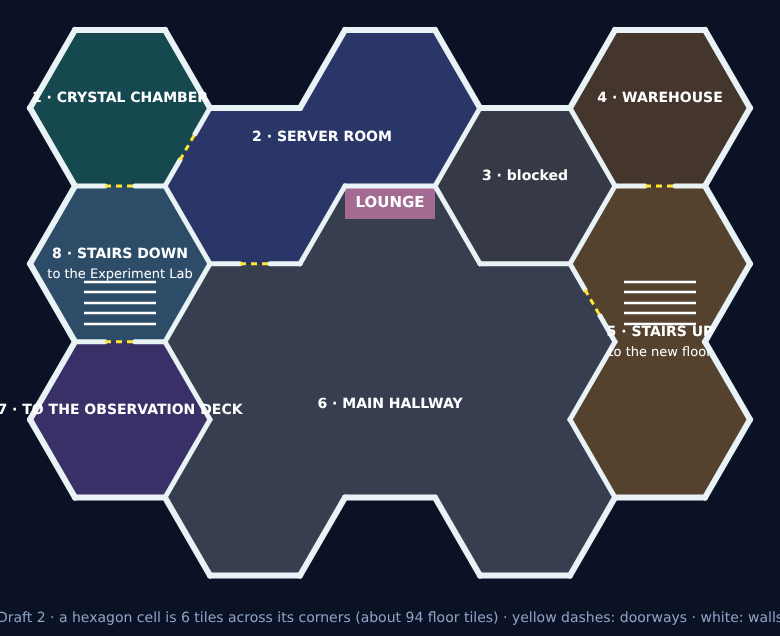 1 · CRYSTAL CHAMBER
4 · WAREHOUSE
2 · SERVER ROOM
3 · blocked
LOUNGE
8 · STAIRS DOWN
to the Experiment Lab
5 · STAIRS UP
to the new floor
6 · MAIN HALLWAY
7 · TO THE OBSERVATION DECK
Draft 2 · a hexagon cell is 6 tiles across its corners (about 94 floor tiles) · yellow dashes: doorways · white: walls